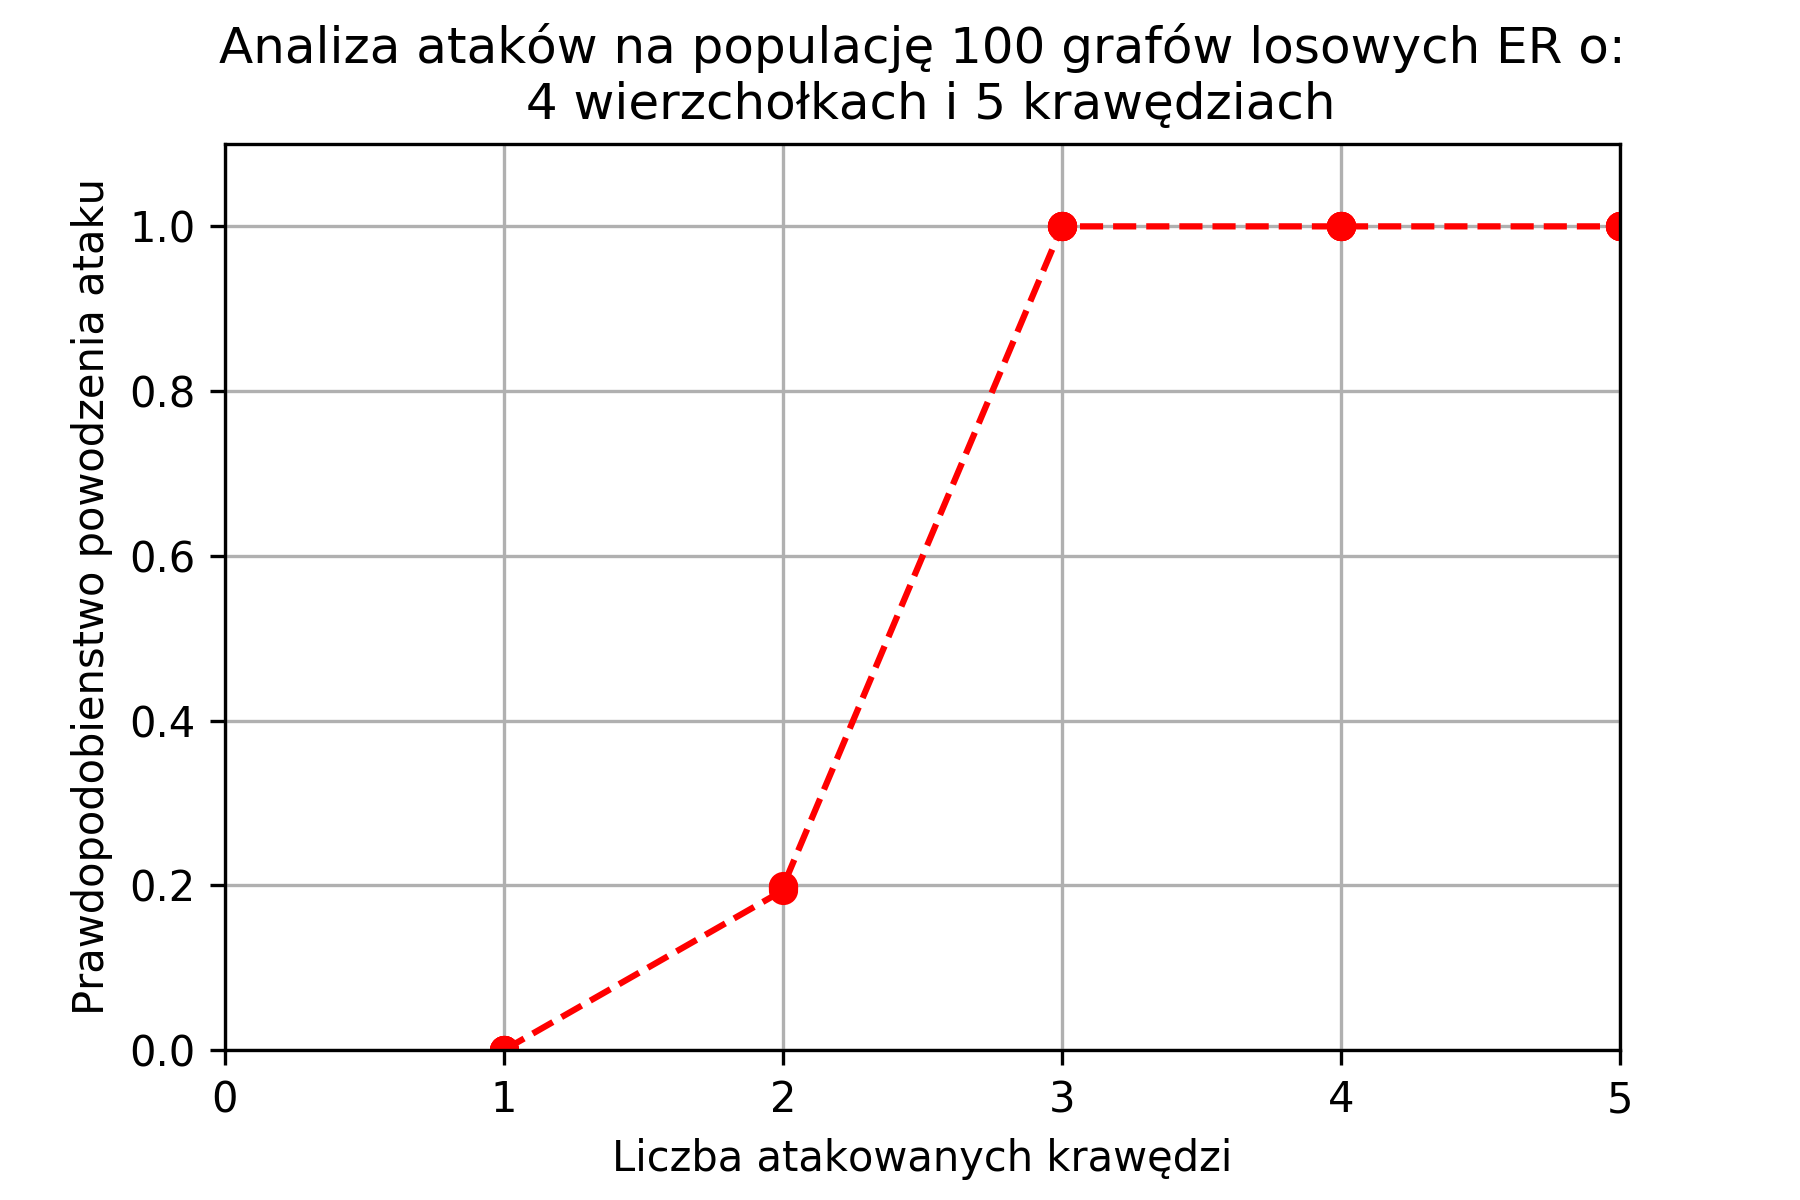 Analiza ataków na populację 100 grafów losowych ER o:
4 wierzchołkach i 5 krawędziach
Prawdopodobienstwo powodzenia ataku
1.0
0.8
0.6
0.4
0.2
0.0
0 1 2 3 4 5
Liczba atakowanych krawędzi